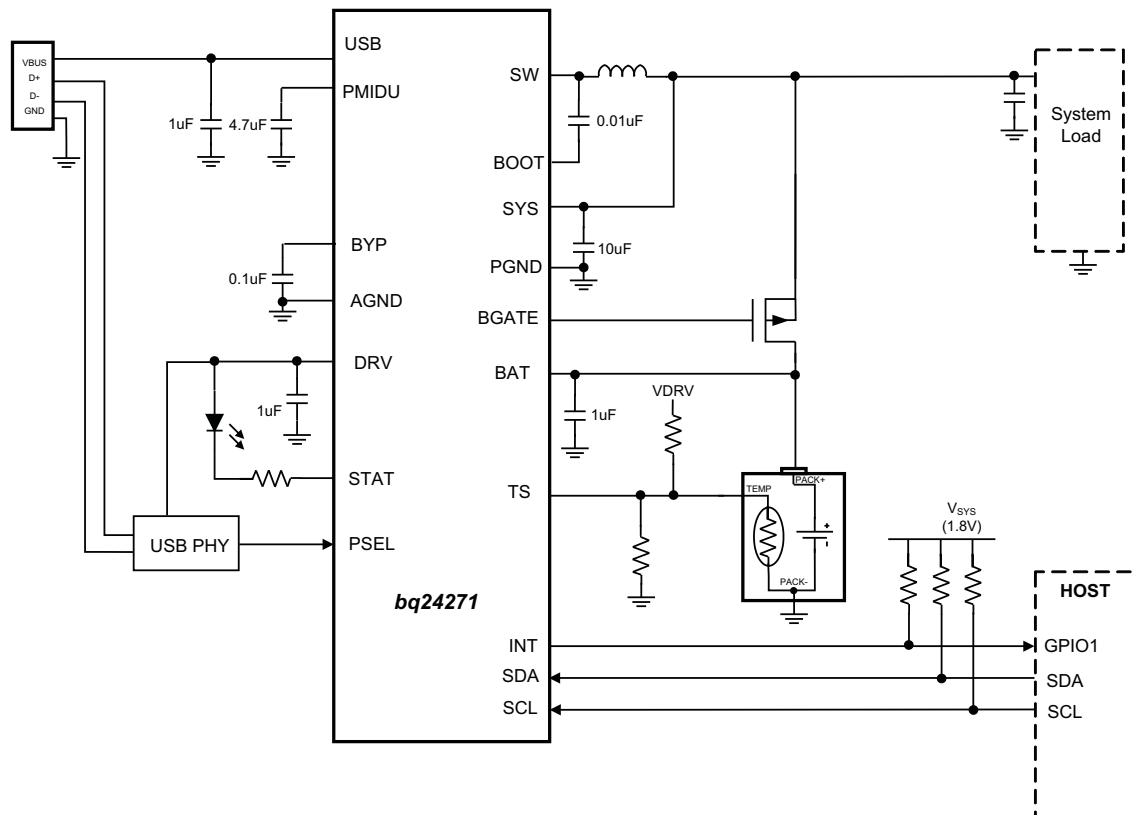 VBUS
D+
D-
GND
1uF
4.7uF
0.1uF
1uF
USB PHY
USB
PMIDU
BYP
AGND
DRV
STAT
PSEL
bq24271
SW
BOOT
SYS
PGND
BGATE
BAT
TS
INT
SDA
SCL
0.01uF
10uF
1uF
VDRV
TEMP
PACK+
+
-
PACK-
System
Load
VSYS
(1.8V)
HOST
GPIO1
SDA
SCL